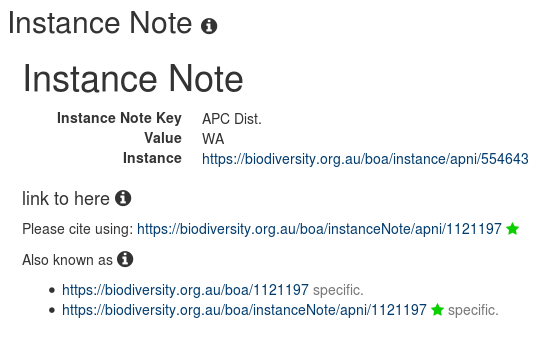 Instance Note
Instance Note
Instance Note Key APC Dist.
Value WA
Instance https://biodiversity.org.au/boa/instance/apni/554643
link to here
Please cite using: https://biodiversity.org.au/boa/instanceNote/apni/1121197
Also known as
https://biodiversity.org.au/boa/1121197 specific.
https://biodiversity.org.au/boa/instanceNote/apni/1121197 specific.